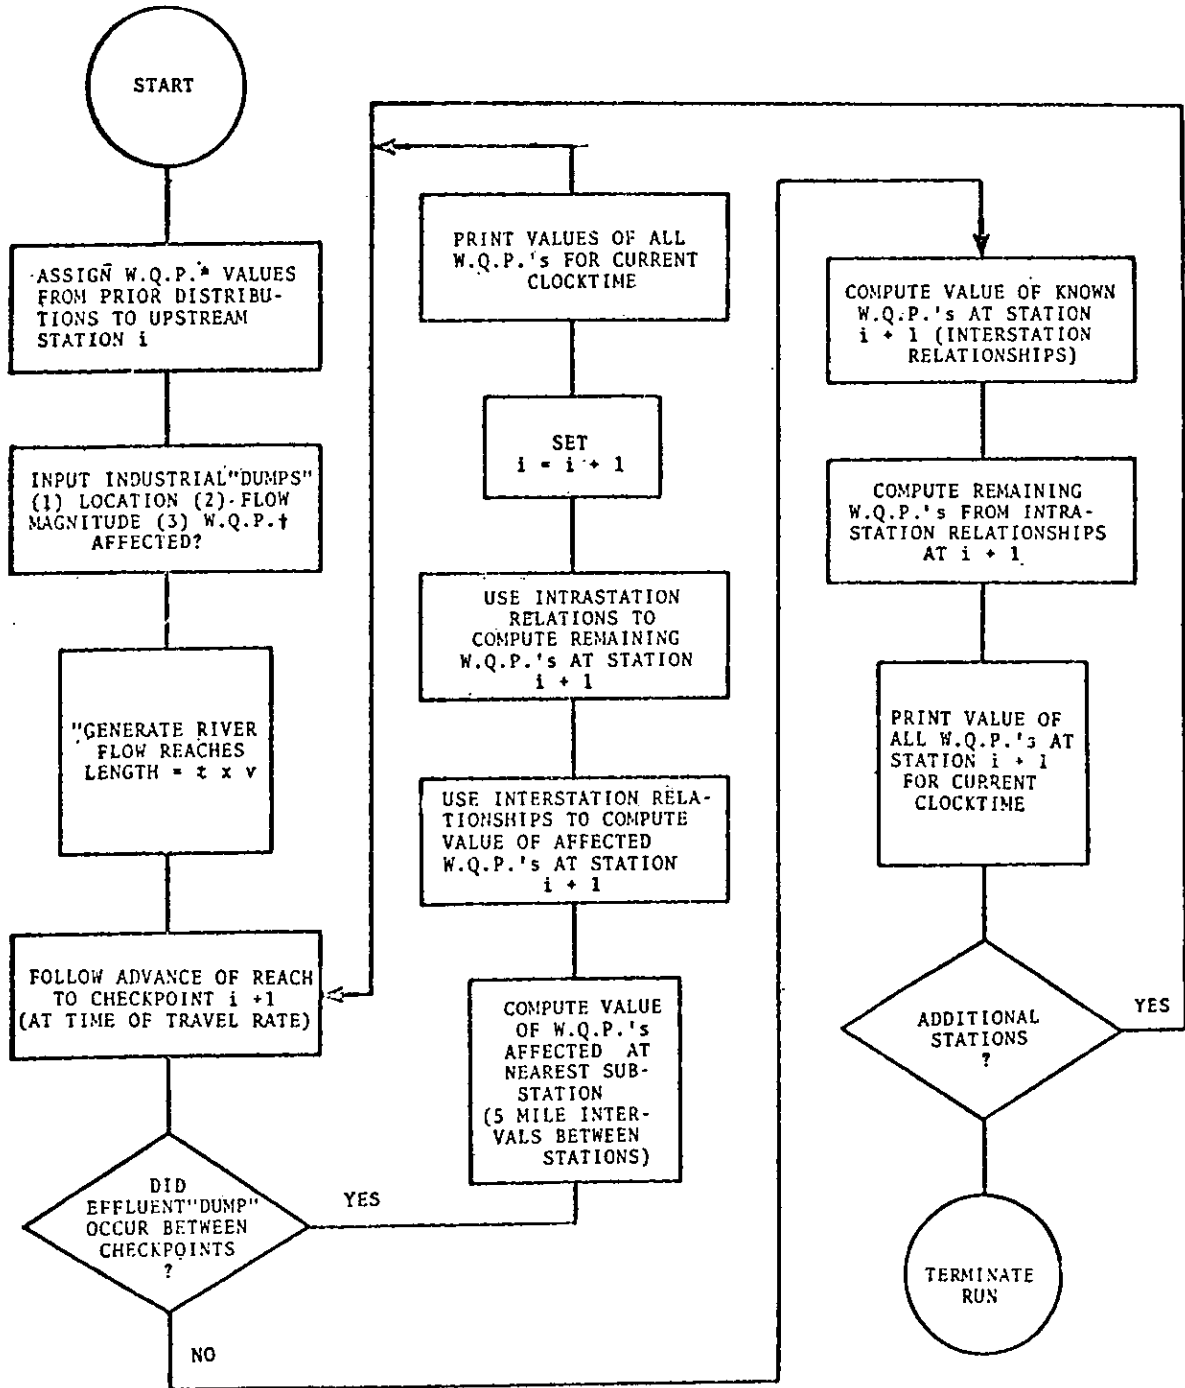 START
ASSIGN W.Q.P.* VALUES
FROM PRIOR DISTRIBU-
TIONS TO UPSTREAM
STATION i
INPUT INDUSTRIAL"DUMPS"
(1) LOCATION (2) FLOW
MAGNITUDE (3) W.Q.P.†
AFFECTED?
"GENERATE RIVER
FLOW REACHES
LENGTH = t x v
FOLLOW ADVANCE OF REACH
TO CHECKPOINT i +1
(AT TIME OF TRAVEL RATE)
DID
EFFLUENT"DUMP"
OCCUR BETWEEN
CHECKPOINTS
?
YES
NO
PRINT VALUES OF ALL
W.Q.P.'s FOR CURRENT
CLOCKTIME
SET
i = i + 1
USE INTRASTATION
RELATIONS TO
COMPUTE REMAINING
W.Q.P.'s AT STATION
i + 1
USE INTERSTATION RELA-
TIONSHIPS TO COMPUTE
VALUE OF AFFECTED
W.Q.P.'s AT STATION
i + 1
COMPUTE VALUE
OF W.Q.P.'s
AFFECTED AT
NEAREST SUB-
STATION
(5 MILE INTER-
VALS BETWEEN
STATIONS)
COMPUTE VALUE OF KNOWN
W.Q.P.'s AT STATION
i + 1 (INTERSTATION
RELATIONSHIPS)
COMPUTE REMAINING
W.Q.P.'s FROM INTRA-
STATION RELATIONSHIPS
AT i + 1
PRINT VALUE OF
ALL W.Q.P.'s AT
STATION i + 1
FOR CURRENT
CLOCKTIME
ADDITIONAL
STATIONS
?
YES
TERMINATE
RUN